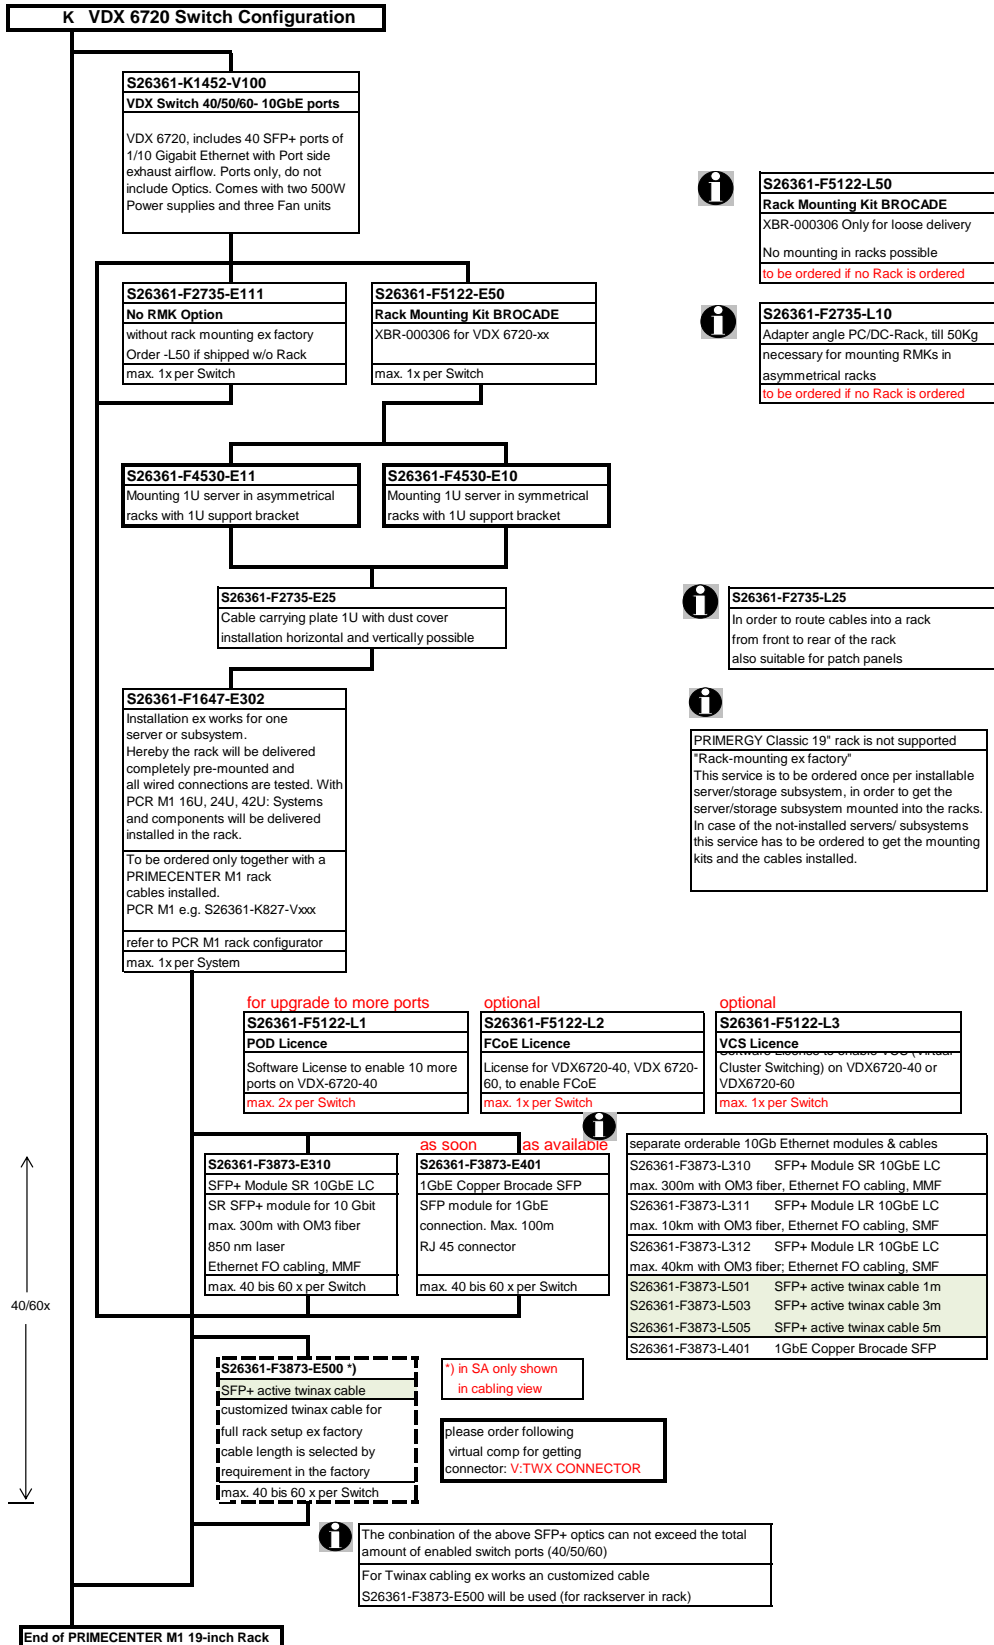 K VDX 6720 Switch Configuration
S26361-K1452-V100
VDX Switch 40/50/60- 10GbE ports
VDX 6720, includes 40 SFP+ ports of
1/10 Gigabit Ethernet with Port side
exhaust airflow. Ports only, do not
include Optics. Comes with two 500W
Power supplies and three Fan units
S26361-F5122-L50
Rack Mounting Kit BROCADE
XBR-000306 Only for loose delivery
No mounting in racks possible
to be ordered if no Rack is ordered
S26361-F2735-E111
No RMK Option
without rack mounting ex factory
Order -L50 if shipped w/o Rack
max. 1x per Switch
S26361-F5122-E50
Rack Mounting Kit BROCADE
XBR-000306 for VDX 6720-xx
max. 1x per Switch
S26361-F2735-L10
Adapter angle PC/DC-Rack, till 50Kg
necessary for mounting RMKs in
asymmetrical racks
to be ordered if no Rack is ordered
S26361-F4530-E11
Mounting 1U server in asymmetrical
racks with 1U support bracket
S26361-F4530-E10
Mounting 1U server in symmetrical
racks with 1U support bracket
S26361-F2735-E25
Cable carrying plate 1U with dust cover
installation horizontal and vertically possible
S26361-F2735-L25
In order to route cables into a rack
from front to rear of the rack
also suitable for patch panels
S26361-F1647-E302
Installation ex works for one
server or subsystem.
Hereby the rack will be delivered
completely pre-mounted and
all wired connections are tested. With
PCR M1 16U, 24U, 42U: Systems
and components will be delivered
installed in the rack.
To be ordered only together with a
PRIMECENTER M1 rack
cables installed.
PCR M1 e.g. S26361-K827-Vxxx
refer to PCR M1 rack configurator
max. 1x per System
PRIMERGY Classic 19" rack is not supported
"Rack-mounting ex factory"
This service is to be ordered once per installable
server/storage subsystem, in order to get the
server/storage subsystem mounted into the racks.
In case of the not-installed servers/ subsystems
this service has to be ordered to get the mounting
kits and the cables installed.
for upgrade to more ports
S26361-F5122-L1
POD Licence
Software License to enable 10 more
ports on VDX-6720-40
max. 2x per Switch
optional
S26361-F5122-L2
FCoE Licence
License for VDX6720-40, VDX 6720-
60, to enable FCoE
max. 1x per Switch
optional
S26361-F5122-L3
VCS Licence
Software License to enable VCS (Virtual
Cluster Switching) on VDX6720-40 or
VDX6720-60
max. 1x per Switch
S26361-F3873-E310
SFP+ Module SR 10GbE LC
SR SFP+ module for 10 Gbit
max. 300m with OM3 fiber
850 nm laser
Ethernet FO cabling, MMF
max. 40 bis 60 x per Switch
as soon as available
S26361-F3873-E401
1GbE Copper Brocade SFP
SFP module for 1GbE
connection. Max. 100m
RJ 45 connector
max. 40 bis 60 x per Switch
separate orderable 10Gb Ethernet modules & cables
S26361-F3873-L310 SFP+ Module SR 10GbE LC
max. 300m with OM3 fiber, Ethernet FO cabling, MMF
S26361-F3873-L311 SFP+ Module LR 10GbE LC
max. 10km with OM3 fiber, Ethernet FO cabling, SMF
S26361-F3873-L312 SFP+ Module LR 10GbE LC
max. 40km with OM3 fiber; Ethernet FO cabling, SMF
S26361-F3873-L501 SFP+ active twinax cable 1m
S26361-F3873-L503 SFP+ active twinax cable 3m
S26361-F3873-L505 SFP+ active twinax cable 5m
S26361-F3873-L401 1GbE Copper Brocade SFP
40/60x
S26361-F3873-E500 *)
SFP+ active twinax cable
customized twinax cable for
full rack setup ex factory
cable length is selected by
requirement in the factory
max. 40 bis 60 x per Switch
*) in SA only shown
in cabling view
please order following
virtual comp for getting
connector: V:TWX CONNECTOR
The conbination of the above SFP+ optics can not exceed the total
amount of enabled switch ports (40/50/60)
For Twinax cabling ex works an customized cable
S26361-F3873-E500 will be used (for rackserver in rack)
End of PRIMECENTER M1 19-inch Rack